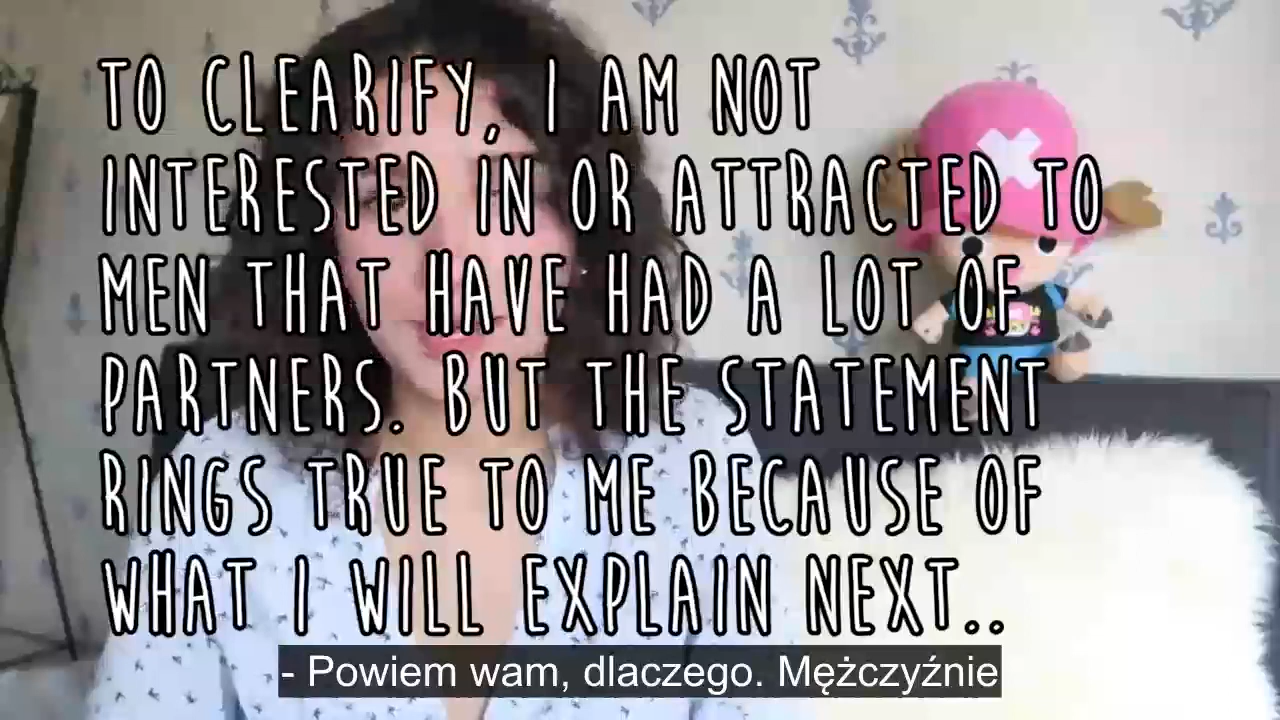 TO CLEARIFY, I AM NOT
INTERESTED IN OR ATTRACTED TO
MEN THAT HAVE HAD A LOT OF
PARTNERS. BUT THE STATEMENT
RINGS TRUE TO ME BECAUSE OF
WHAT I WILL EXPLAIN NEXT..
- Powiem wam, dlaczego. Mężczyźnie